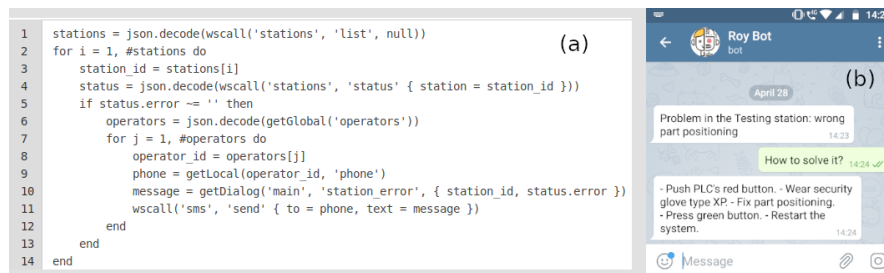 1 stations = json.decode(wscall('stations', 'list', null))
2 for i = 1, #stations do
3 station_id = stations[i]
4 status = json.decode(wscall('stations', 'status' { station = station_id }))
5 if status.error ~= '' then
6 operators = json.decode(getGlobal('operators'))
7 for j = 1, #operators do
8 operator_id = operators[j]
9 phone = getLocal(operator_id, 'phone')
10 message = getDialog('main', 'station_error', { station_id, status.error })
11 wscall('sms', 'send' { to = phone, text = message })
12 end
13 end
14 end
(a)
14:2
Roy Bot
bot
(b)
April 28
Problem in the Testing station: wrong
part positioning
14:23
How to solve it? 14:24
- Push PLC's red button. - Wear security
glove type XP. - Fix part positioning.
- Press green button. - Restart the
system.
14:24
Message